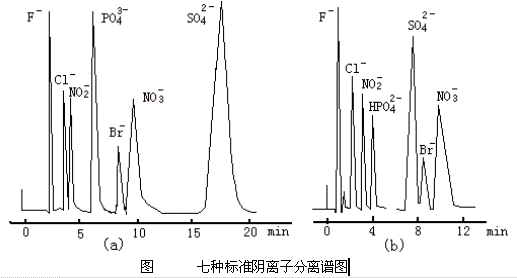 F⁻ Cl⁻ NO₂⁻ PO₄³⁻ Br⁻ NO₃⁻ SO₄²⁻
0 5 10 15 20 min
(a)
F⁻ Cl⁻ NO₂⁻ HPO₄²⁻ SO₄²⁻ Br⁻ NO₃⁻
0 4 8 12 min
(b)
图 七种标准阴离子分离谱图